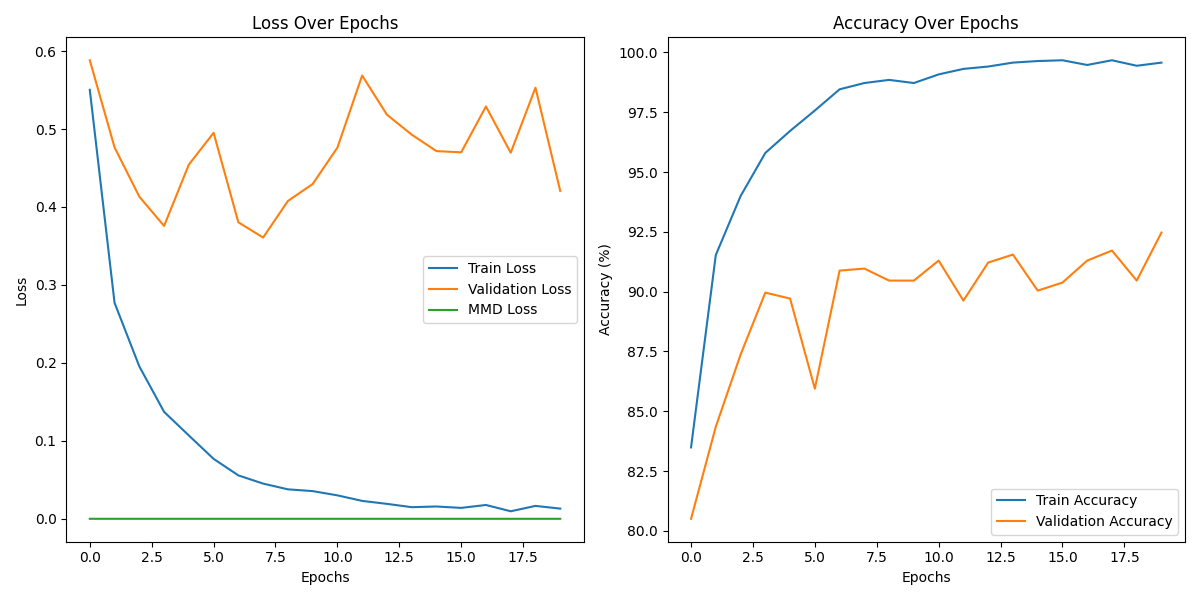 Loss Over Epochs
0.6
0.5
0.4
0.3
0.2
0.1
0.0
Loss
Train Loss
Validation Loss
MMD Loss
0.0 2.5 5.0 7.5 10.0 12.5 15.0 17.5
Epochs
Accuracy Over Epochs
100.0
97.5
95.0
92.5
90.0
87.5
85.0
82.5
80.0
Accuracy (%)
Train Accuracy
Validation Accuracy
0.0 2.5 5.0 7.5 10.0 12.5 15.0 17.5
Epochs